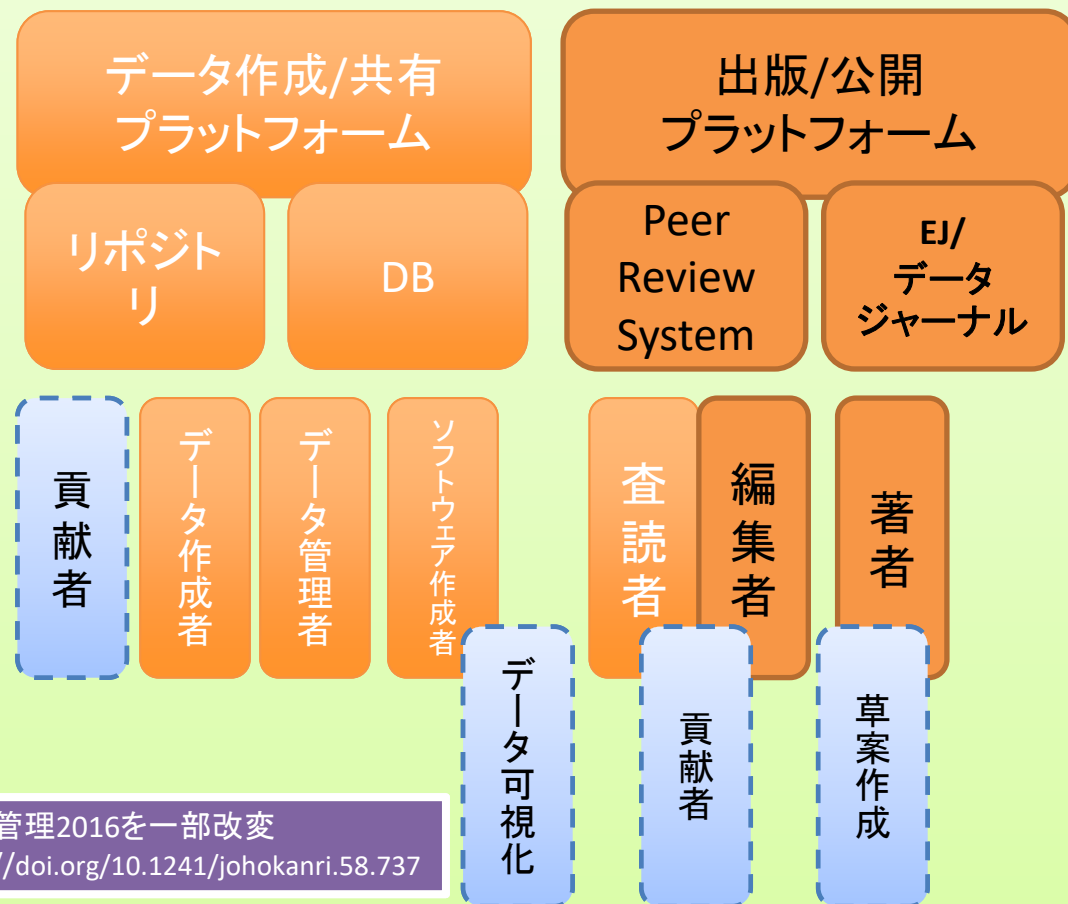 データ作成/共有
プラットフォーム
出版/公開
プラットフォーム
リポジト
リ
DB
Peer
Review
System
EJ/
データ
ジャーナル
貢献者
データ作成者
データ管理者
ソフトウェア作成者
査読者
編集者
著者
データ可視化
貢献者
草案作成
管理2016を一部改変
//doi.org/10.1241/johokanri.58.737